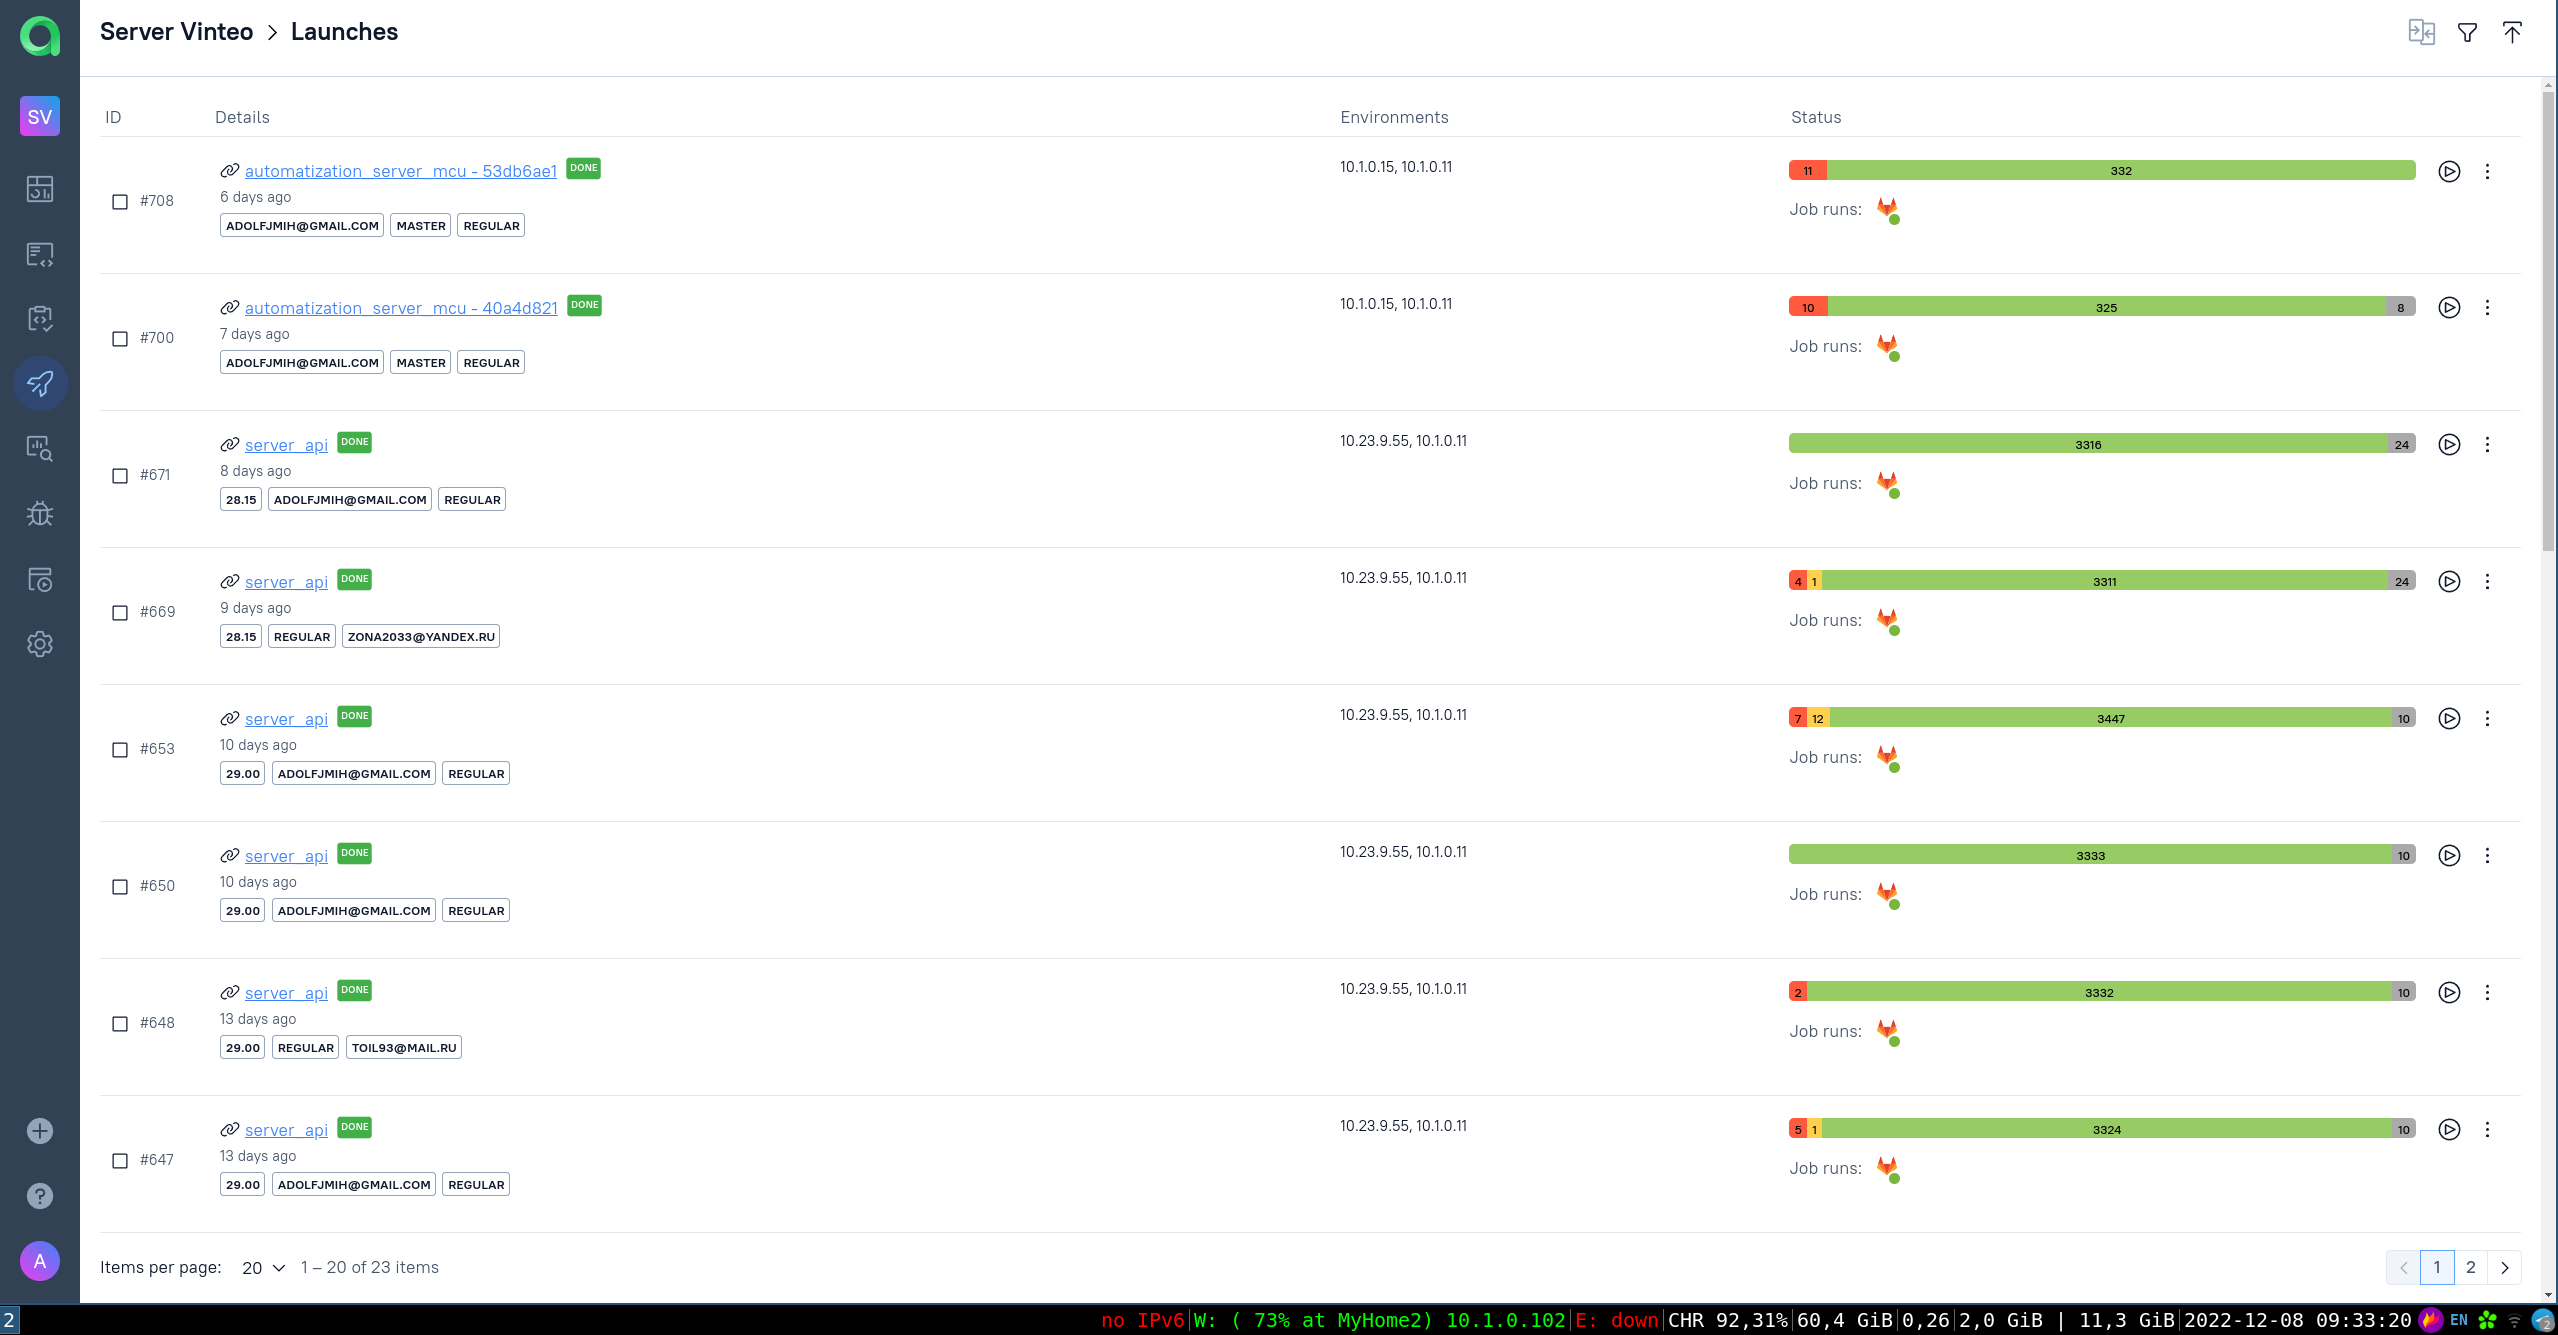 Server Vinteo > Launches
SV
ID Details Environments Status
automatization_server_mcu - 53db6ae1 DONE 10.1.0.15, 10.1.0.11 11 332
#708 6 days ago Job runs:
ADOLFJMIH@GMAIL.COM MASTER REGULAR
automatization_server_mcu - 40a4d821 DONE 10.1.0.15, 10.1.0.11 10 325 8
#700 7 days ago Job runs:
ADOLFJMIH@GMAIL.COM MASTER REGULAR
server_api DONE 10.23.9.55, 10.1.0.11 3316 24
#671 8 days ago Job runs:
28.15 ADOLFJMIH@GMAIL.COM REGULAR
server_api DONE 10.23.9.55, 10.1.0.11 4 1 3311 24
#669 9 days ago Job runs:
28.15 REGULAR ZONA2033@YANDEX.RU
server_api DONE 10.23.9.55, 10.1.0.11 7 12 3447 10
#653 10 days ago Job runs:
29.00 ADOLFJMIH@GMAIL.COM REGULAR
server_api DONE 10.23.9.55, 10.1.0.11 3333 10
#650 10 days ago Job runs:
29.00 ADOLFJMIH@GMAIL.COM REGULAR
server_api DONE 10.23.9.55, 10.1.0.11 2 3332 10
#648 13 days ago Job runs:
29.00 REGULAR TOIL93@MAIL.RU
server_api DONE 10.23.9.55, 10.1.0.11 5 1 3324 10
#647 13 days ago Job runs:
29.00 ADOLFJMIH@GMAIL.COM REGULAR
A
Items per page: 20 1 – 20 of 23 items < 1 2 >
2 no IPv6|W: ( 73% at MyHome2) 10.1.0.102|E: down|CHR 92,31%|60,4 GiB|0,26|2,0 GiB | 11,3 GiB|2022-12-08 09:33:20 EN 2